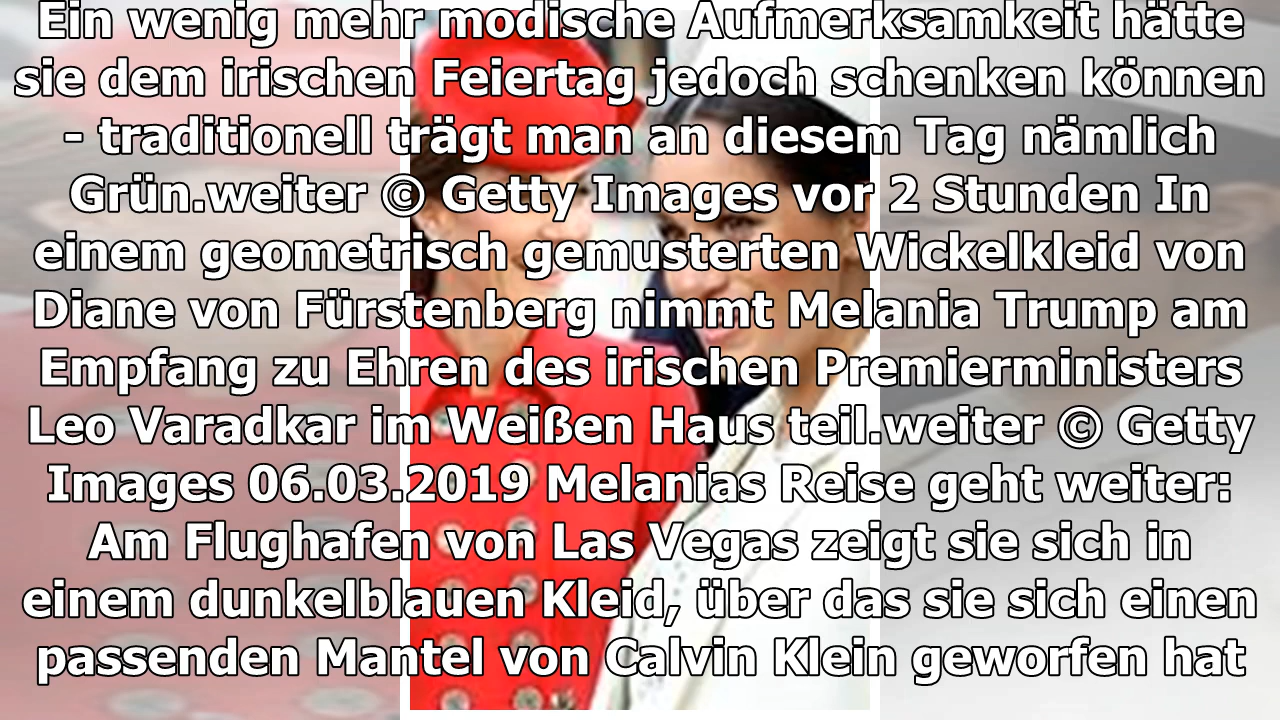 Ein wenig mehr modische Aufmerksamkeit hätte
sie dem irischen Feiertag jedoch schenken können
- traditionell trägt man an diesem Tag nämlich
Grün.weiter © Getty Images vor 2 Stunden In
einem geometrisch gemusterten Wickelkleid von
Diane von Fürstenberg nimmt Melania Trump am
Empfang zu Ehren des irischen Premierministers
Leo Varadkar im Weißen Haus teil.weiter © Getty
Images 06.03.2019 Melanias Reise geht weiter:
Am Flughafen von Las Vegas zeigt sie sich in
einem dunkelblauen Kleid, über das sie sich einen
passenden Mantel von Calvin Klein geworfen hat